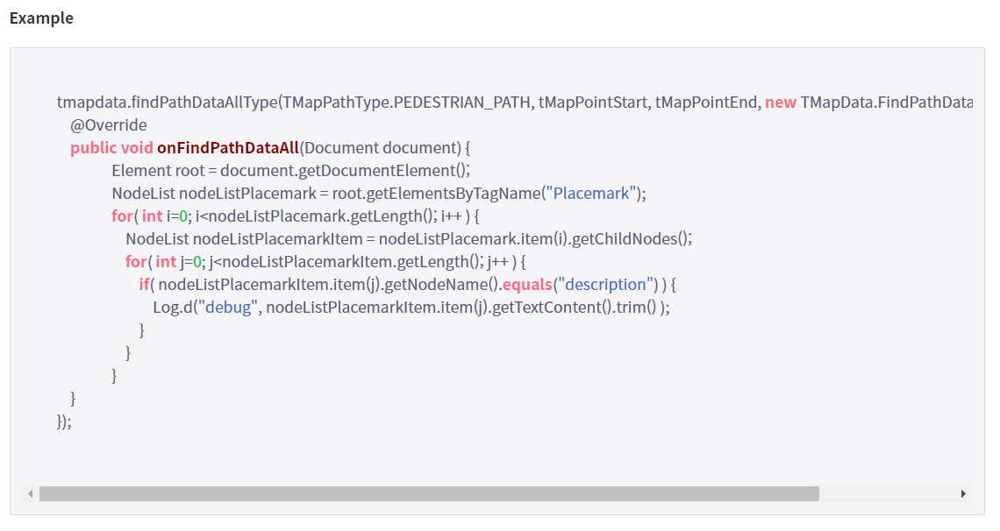 Example
tmapdata.findPathDataAllType(TMapPathType.PEDESTRIAN_PATH, tMapPointStart, tMapPointEnd, new TMapData.FindPathData
@Override
public void onFindPathDataAll(Document document) {
Element root = document.getDocumentElement();
NodeList nodeListPlacemark = root.getElementsByTagName("Placemark");
for( int i=0; i<nodeListPlacemark.getLength(); i++ ) {
NodeList nodeListPlacemarkItem = nodeListPlacemark.item(i).getChildNodes();
for( int j=0; j<nodeListPlacemarkItem.getLength(); j++ ) {
if( nodeListPlacemarkItem.item(j).getNodeName().equals("description") ) {
Log.d("debug", nodeListPlacemarkItem.item(j).getTextContent().trim() );
}
}
}
}
});